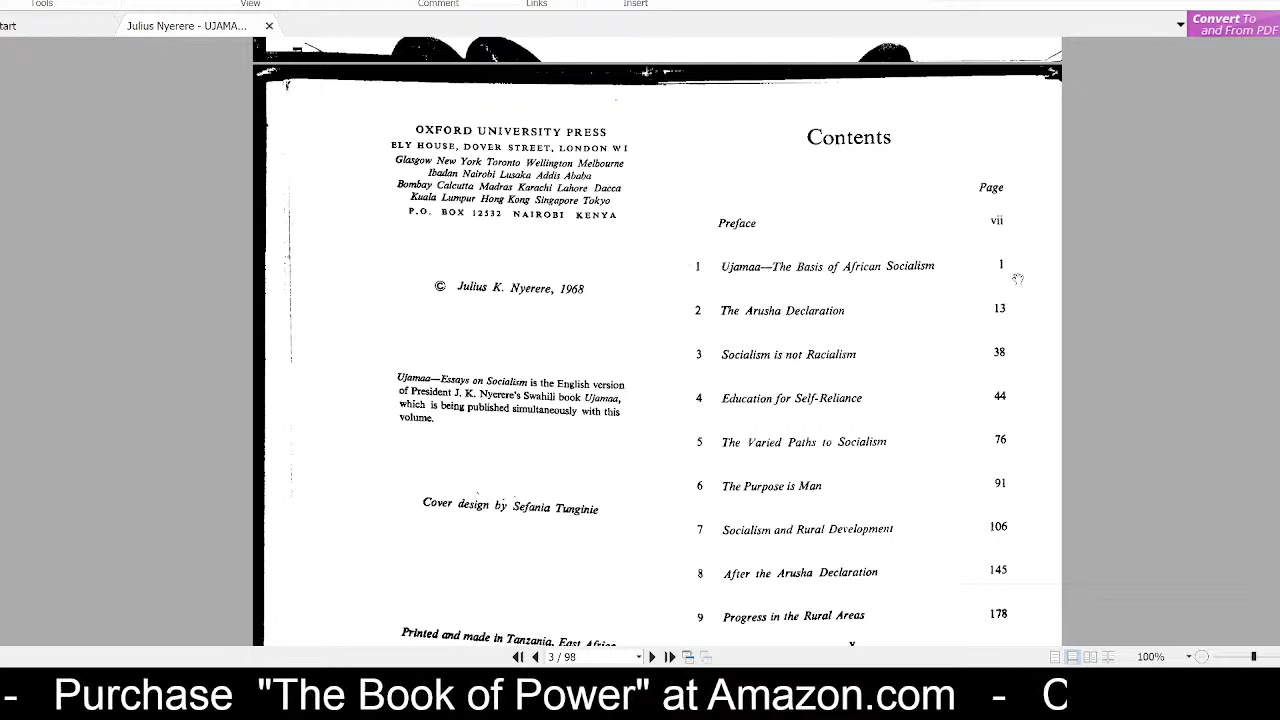 Tools View Comment Links Insert
tart Julius Nyerere - UJAMA...
Convert To
and From PDF
OXFORD UNIVERSITY PRESS
ELY HOUSE, DOVER STREET, LONDON W I
Glasgow New York Toronto Wellington Melbourne
Ibadan Nairobi Lusaka Addis Ababa
Bombay Calcutta Madras Karachi Lahore Dacca
Kuala Lumpur Hong Kong Singapore Tokyo
P.O. BOX 12532 NAIROBI KENYA
© Julius K. Nyerere, 1968
Ujamaa—Essays on Socialism is the English version
of President J. K. Nyerere's Swahili book Ujamaa,
which is being published simultaneously with this
volume.
Cover design by Sefania Tunginie
Printed and made in Tanzania, East Africa
Contents
Page
Preface vii
1 Ujamaa—The Basis of African Socialism 1
2 The Arusha Declaration 13
3 Socialism is not Racialism 38
4 Education for Self-Reliance 44
5 The Varied Paths to Socialism 76
6 The Purpose is Man 91
7 Socialism and Rural Development 106
8 After the Arusha Declaration 145
9 Progress in the Rural Areas 178
v
3 / 98 100%
- Purchase "The Book of Power" at Amazon.com - C